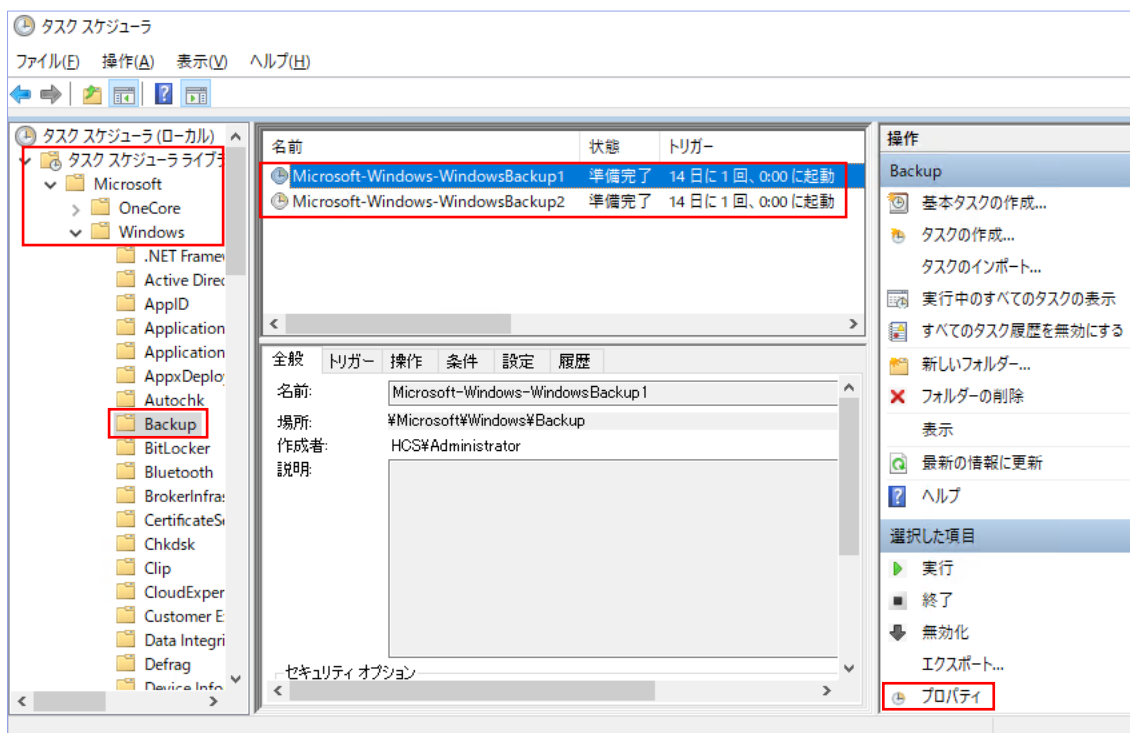 タスク スケジューラ
ファイル(F) 操作(A) 表示(V) ヘルプ(H)
タスク スケジューラ (ローカル)
タスク スケジューラ ライブラ
Microsoft
OneCore
Windows
.NET Framew
Active Direc
AppID
Application
Application
AppxDeplo
Autochk
Backup
BitLocker
Bluetooth
BrokerInfras
CertificateSe
Chkdsk
Clip
CloudExper
Customer E
Data Integri
Defrag
Device Info
名前 状態 トリガー
Microsoft-Windows-WindowsBackup1 準備完了 14 日に 1 回、0:00 に起動
Microsoft-Windows-WindowsBackup2 準備完了 14 日に 1 回、0:00 に起動
全般 トリガー 操作 条件 設定 履歴
名前: Microsoft-Windows-WindowsBackup1
場所: ¥Microsoft¥Windows¥Backup
作成者: HCS¥Administrator
説明:
セキュリティ オプション
操作
Backup
基本タスクの作成...
タスクの作成...
タスクのインポート...
実行中のすべてのタスクの表示
すべてのタスク履歴を無効にする
新しいフォルダー...
フォルダーの削除
表示
最新の情報に更新
ヘルプ
選択した項目
実行
終了
無効化
エクスポート...
プロパティ